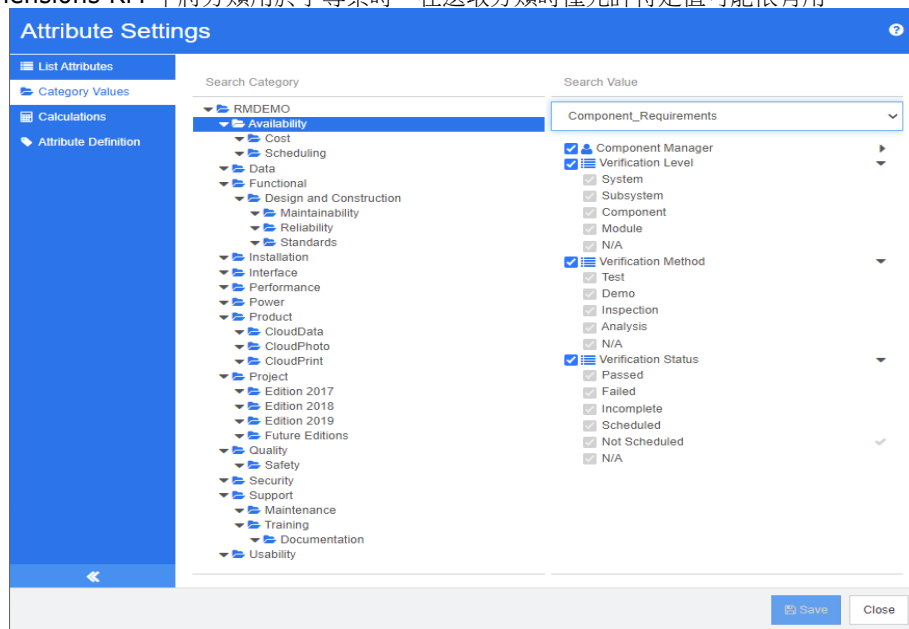 Attribute Settings
List Attributes
Category Values
Calculations
Attribute Definition
Search Category
RMDEMO
Availability
Cost
Scheduling
Data
Functional
Design and Construction
Maintainability
Reliability
Standards
Installation
Interface
Performance
Power
Product
CloudData
CloudPhoto
CloudPrint
Project
Edition 2017
Edition 2018
Edition 2019
Future Editions
Quality
Safety
Security
Support
Maintenance
Training
Documentation
Usability
Search Value
Component_Requirements
Component Manager
Verification Level
System
Subsystem
Component
Module
N/A
Verification Method
Test
Demo
Inspection
Analysis
N/A
Verification Status
Passed
Failed
Incomplete
Scheduled
Not Scheduled
N/A
Save
Close